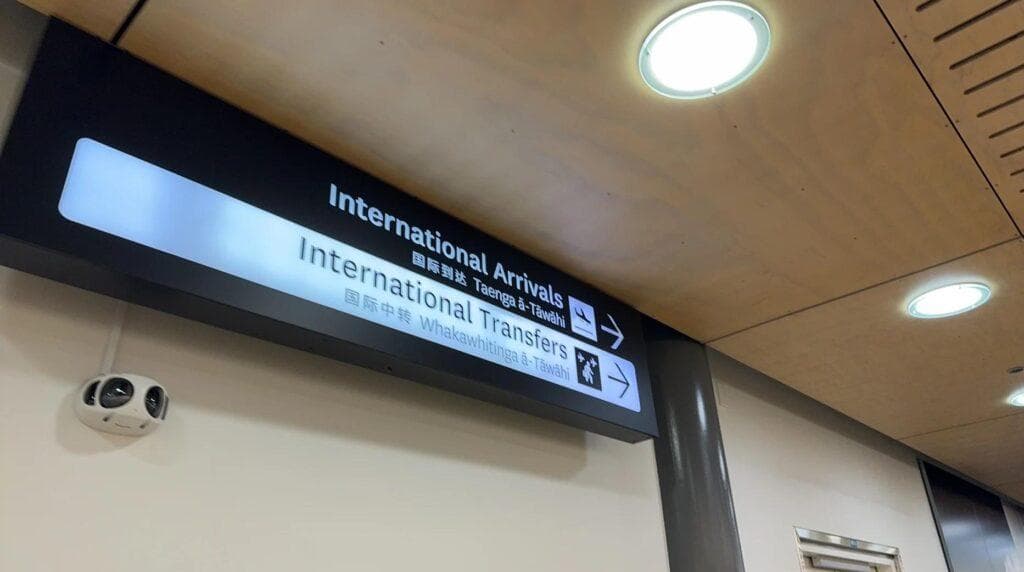 International Arrivals
国际到达 Taenga ā-Tāwāhi
International Transfers
国际中转 Whakawhitinga ā-Tāwāhi